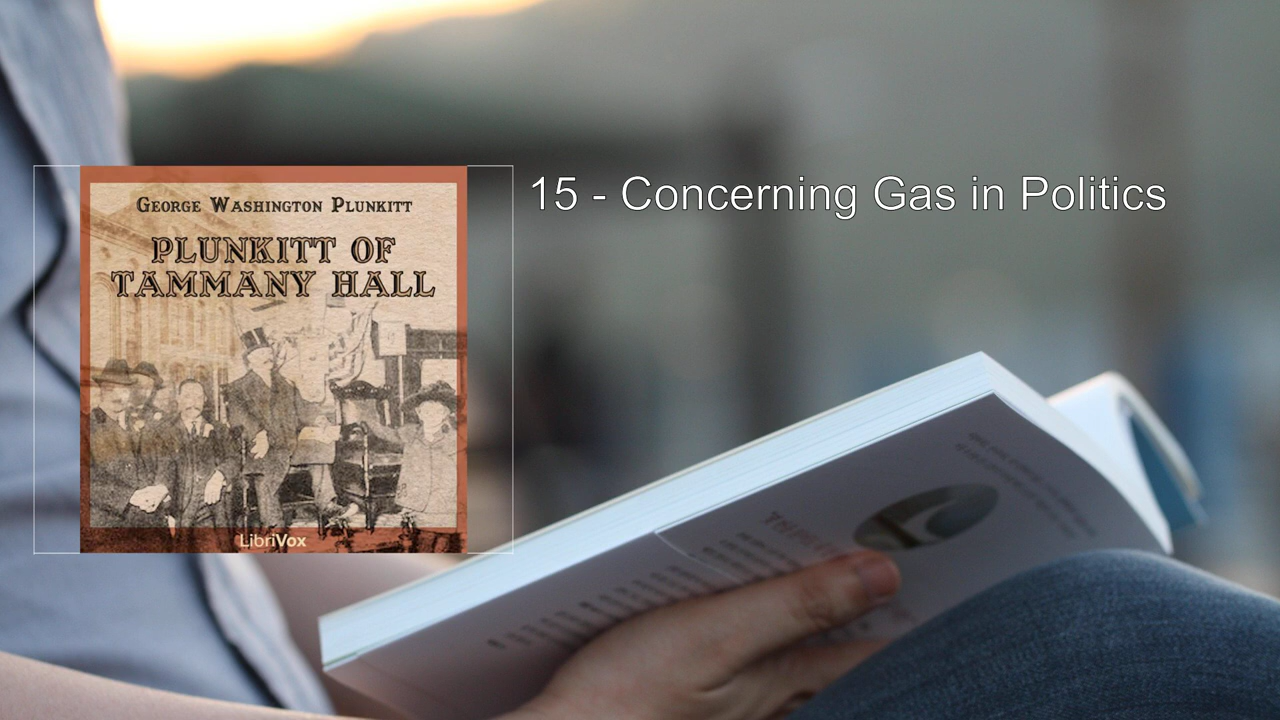 George Washington Plunkitt
Plunkitt of
Tammany Hall
LibriVox
15 - Concerning Gas in Politics